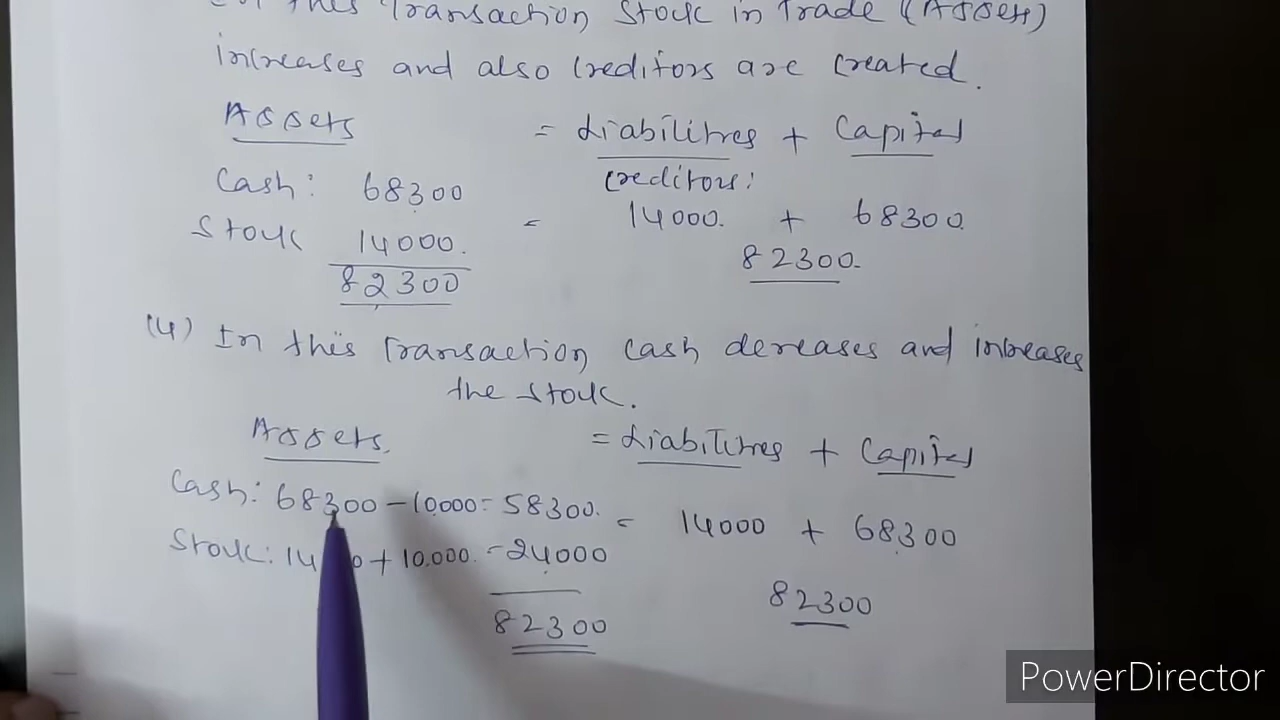 this Transaction Stock in Trade (Asset)
increases and also Creditors are created.
Assets = Liabilities + Capital
Cash: 68300 Creditors:
Stock 14000. = 14000. + 68300.
82300 82300.
(4) In this Transaction cash decreases and increases
the stock.
Assets. = Liabilities + Capital
Cash: 68300 - 10000 = 58300. = 14000 + 68300
Stock: + 10.000. = 24000
82300 82300
PowerDirector